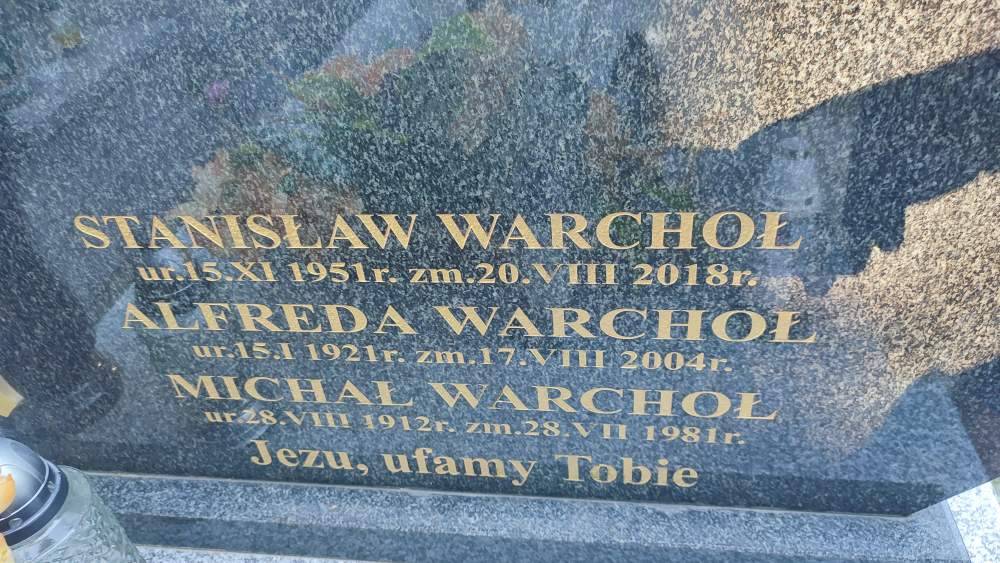 STANISŁAW WARCHOŁ
ur.15.XI 1951r. zm.20.VIII 2018r.
ALFREDA WARCHOŁ
ur.15.I 1921r. zm.17.VIII 2004r.
MICHAŁ WARCHOŁ
ur.28.VIII 1912r. zm.28.VII 1981r.
Jezu, ufamy Tobie